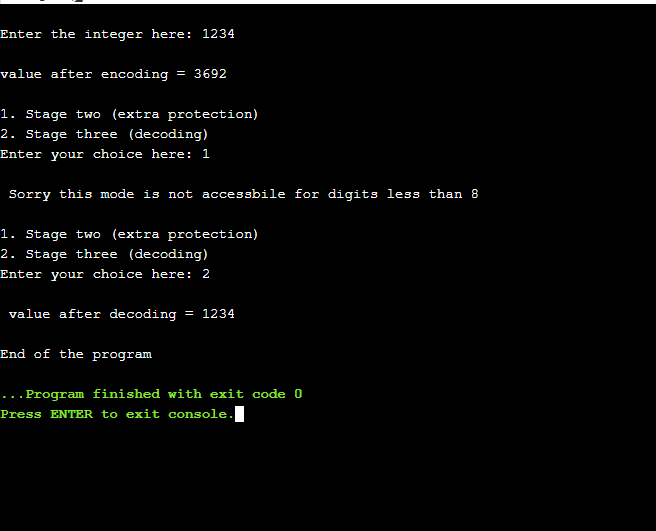 Enter the integer here: 1234
value after encoding = 3692
1. Stage two (extra protection)
2. Stage three (decoding)
Enter your choice here: 1
Sorry this mode is not accessbile for digits less than 8
1. Stage two (extra protection)
2. Stage three (decoding)
Enter your choice here: 2
value after decoding = 1234
End of the program
...Program finished with exit code 0
Press ENTER to exit console.